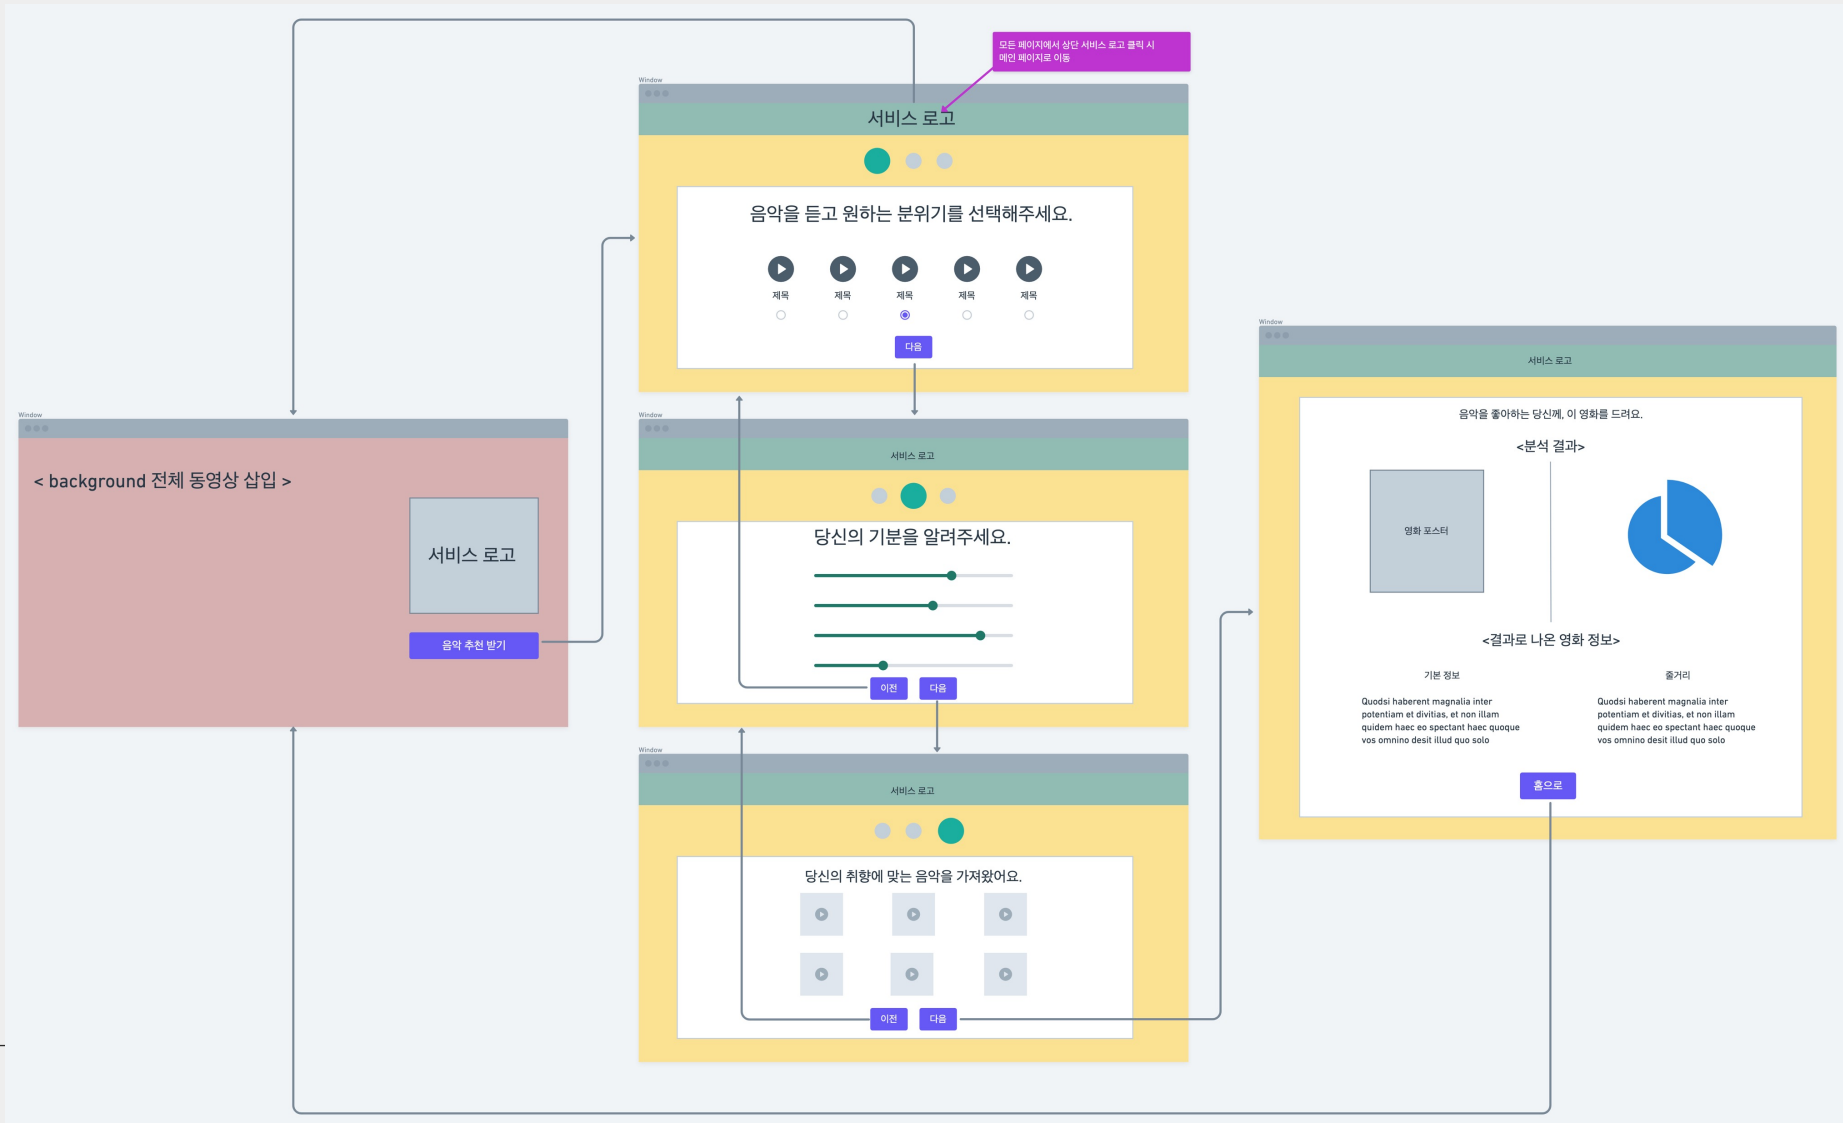 모든 페이지에서 상단 서비스 로고 클릭 시
메인 페이지로 이동
Window
서비스 로고
음악을 듣고 원하는 분위기를 선택해주세요.
제목 제목 제목 제목 제목
다음
Window
< background 전체 동영상 삽입 >
서비스 로고
음악 추천 받기
Window
서비스 로고
당신의 기분을 알려주세요.
이전 다음
Window
서비스 로고
당신의 취향에 맞는 음악을 가져왔어요.
이전 다음
Window
서비스 로고
음악을 좋아하는 당신께, 이 영화를 드려요.
<분석 결과>
영화 포스터
<결과로 나온 영화 정보>
기본 정보
Quodsi haberent magnalia inter
potentiam et divitias, et non illam
quidem haec eo spectant haec quoque
vos omnino desit illud quo solo
줄거리
Quodsi haberent magnalia inter
potentiam et divitias, et non illam
quidem haec eo spectant haec quoque
vos omnino desit illud quo solo
홈으로